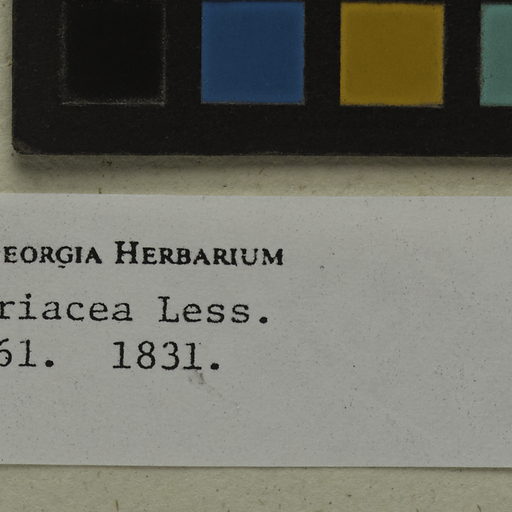 EORGIA HERBARIUM
riacea Less.
61. 1831.